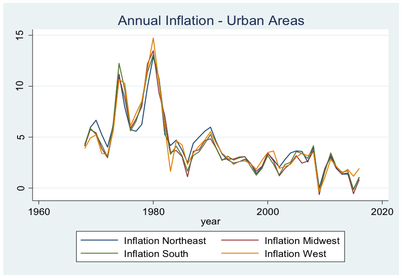 Annual Inflation - Urban Areas
15
10
5
0
1960
1980
2000
2020
year
Inflation Northeast
Inflation Midwest
Inflation South
Inflation West